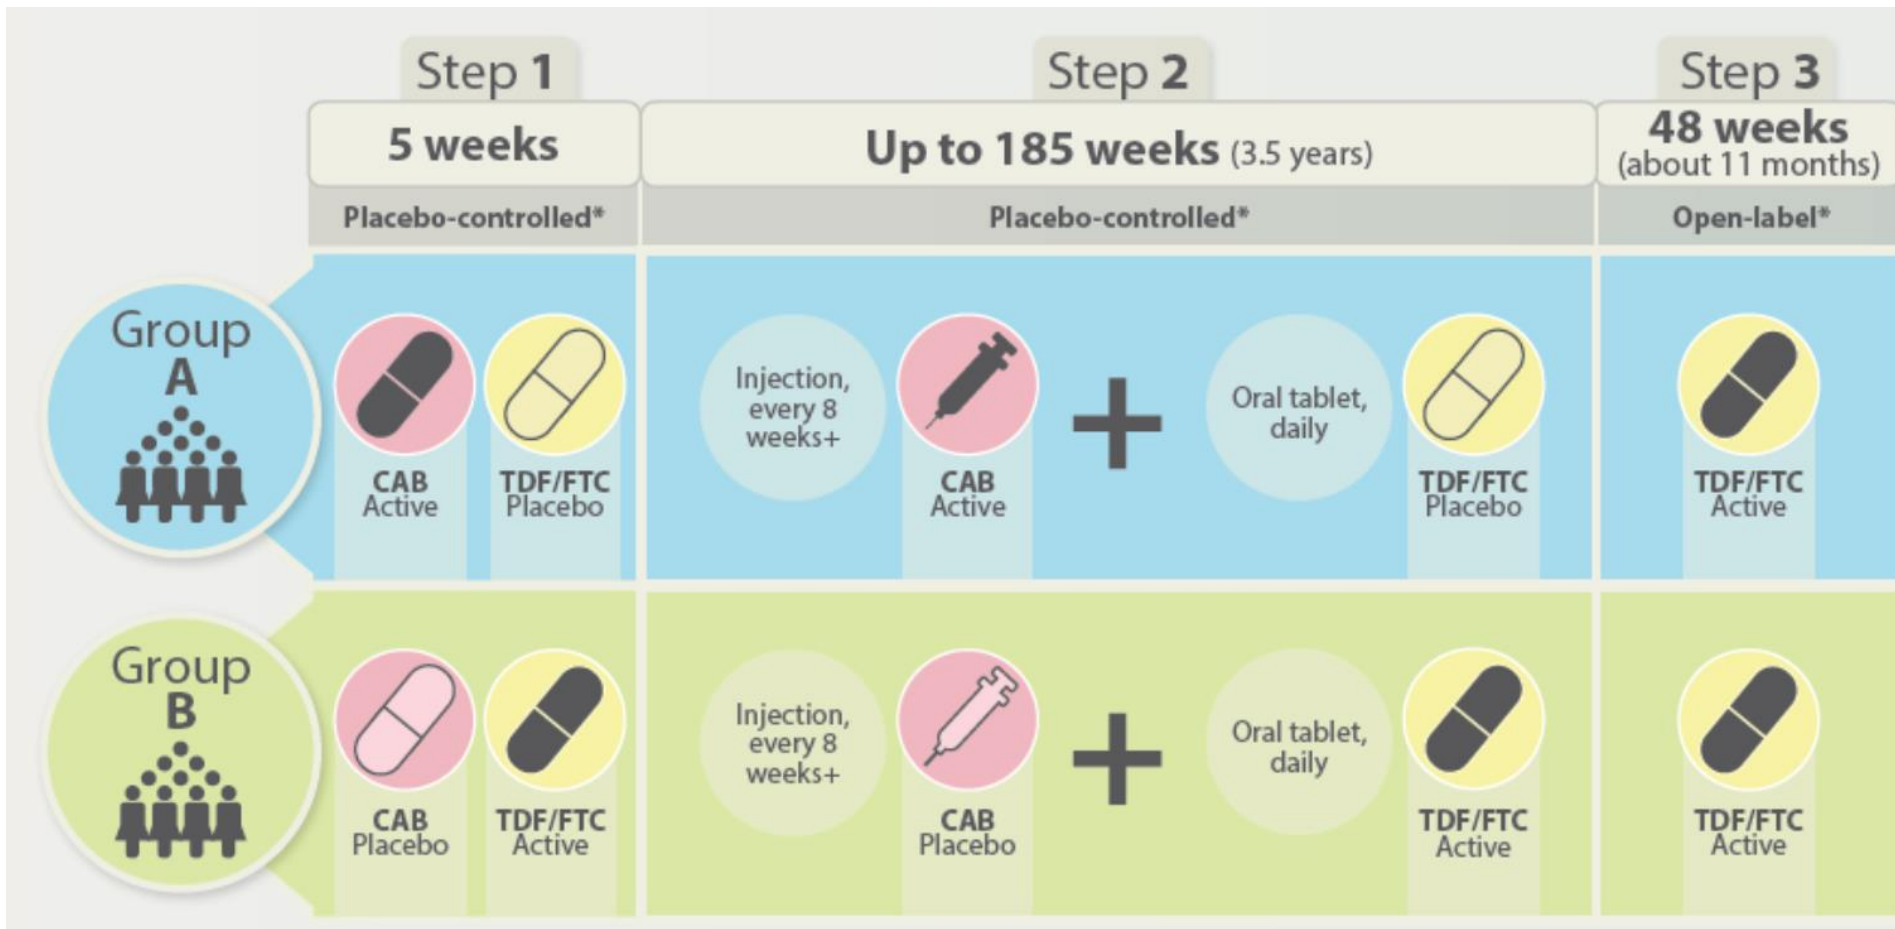 Step 1
Step 2
Step 3
5 weeks
Up to 185 weeks (3.5 years)
48 weeks
(about 11 months)
Placebo-controlled*
Placebo-controlled*
Open-label*
Group
A
CAB
Active
TDF/FTC
Placebo
Injection,
every 8
weeks+
CAB
Active
+
Oral tablet,
daily
TDF/FTC
Placebo
TDF/FTC
Active
Group
B
CAB
Placebo
TDF/FTC
Active
Injection,
every 8
weeks+
CAB
Placebo
+
Oral tablet,
daily
TDF/FTC
Active
TDF/FTC
Active